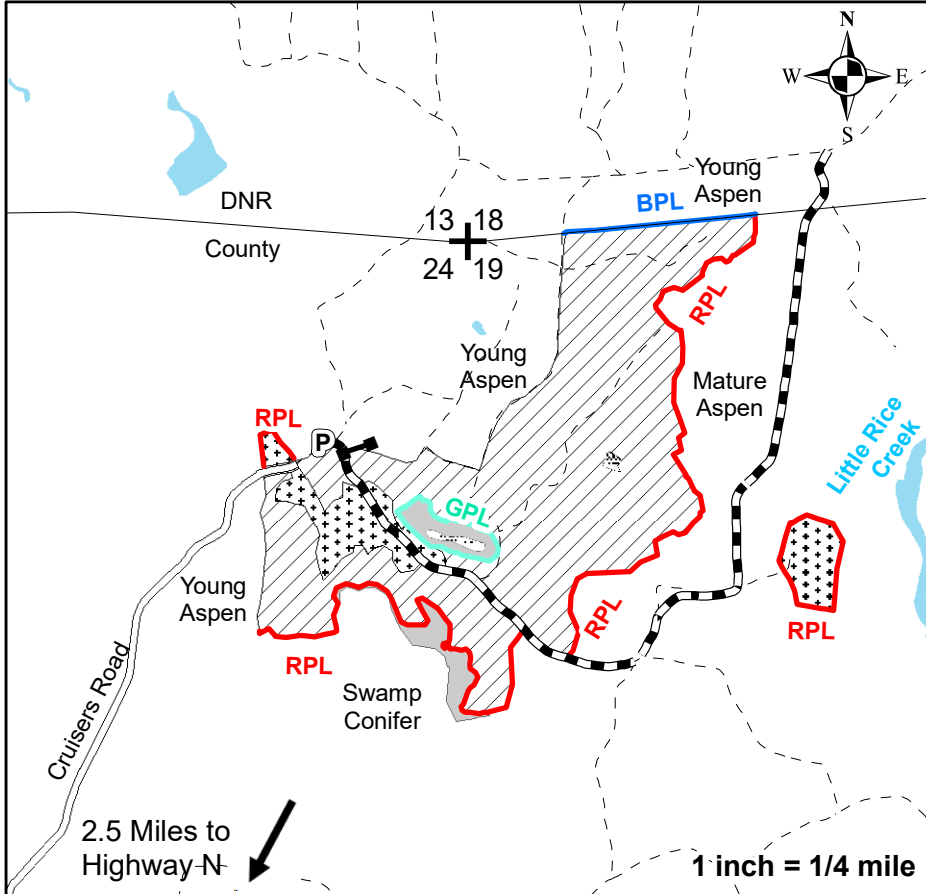 N
W
E
S
Young
Aspen
DNR
BPL
13
18
County
24
19
RPL
Young
Aspen
Mature
Aspen
RPL
P
Little Rice
Creek
GPL
Young
Aspen
RPL
RPL
RPL
Swamp
Conifer
Cruisers Road
2.5 Miles to
Highway N
1 inch = 1/4 mile